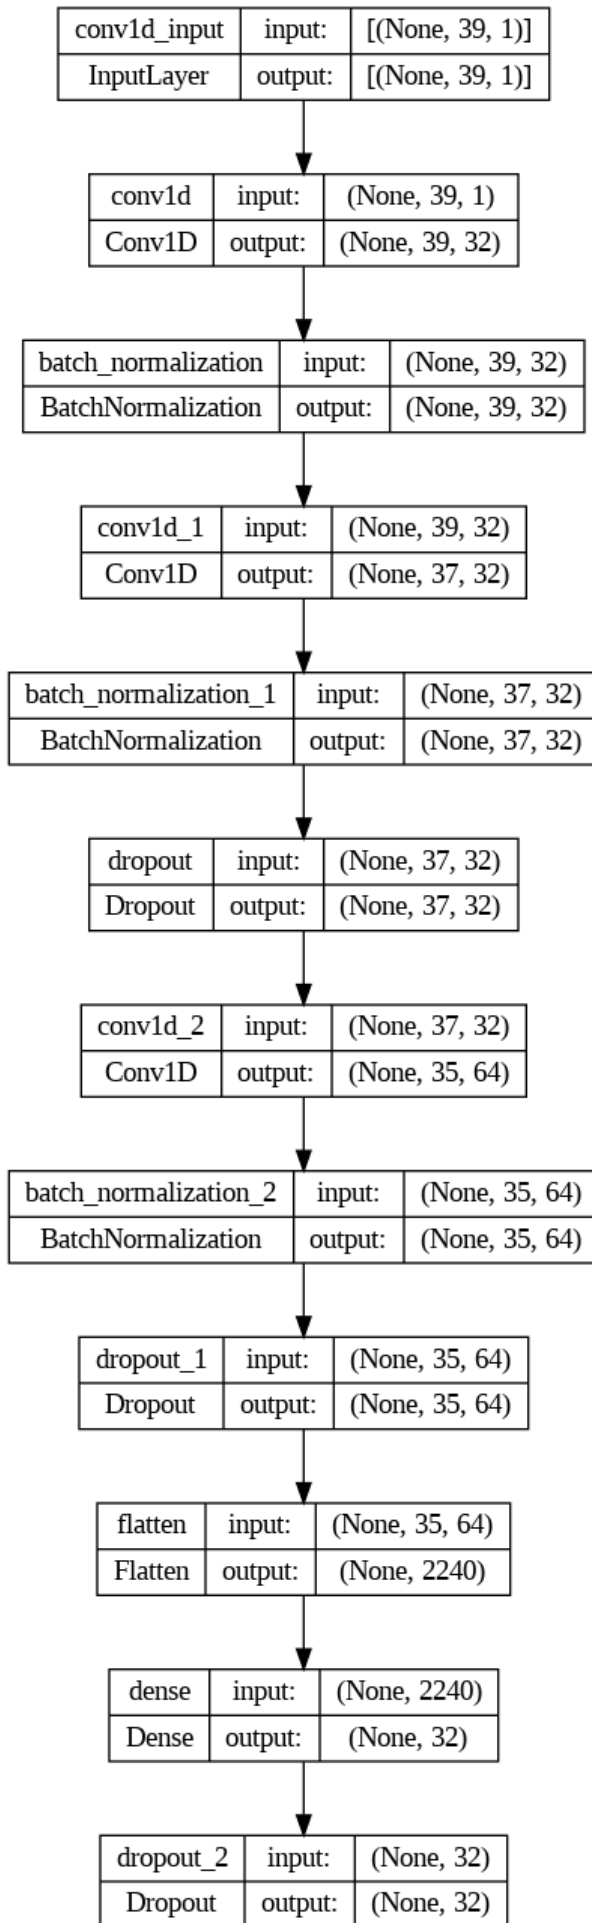 conv1d_input input: [(None, 39, 1)]
InputLayer output: [(None, 39, 1)]
conv1d input: (None, 39, 1)
Conv1D output: (None, 39, 32)
batch_normalization input: (None, 39, 32)
BatchNormalization output: (None, 39, 32)
conv1d_1 input: (None, 39, 32)
Conv1D output: (None, 37, 32)
batch_normalization_1 input: (None, 37, 32)
BatchNormalization output: (None, 37, 32)
dropout input: (None, 37, 32)
Dropout output: (None, 37, 32)
conv1d_2 input: (None, 37, 32)
Conv1D output: (None, 35, 64)
batch_normalization_2 input: (None, 35, 64)
BatchNormalization output: (None, 35, 64)
dropout_1 input: (None, 35, 64)
Dropout output: (None, 35, 64)
flatten input: (None, 35, 64)
Flatten output: (None, 2240)
dense input: (None, 2240)
Dense output: (None, 32)
dropout_2 input: (None, 32)
Dropout output: (None, 32)